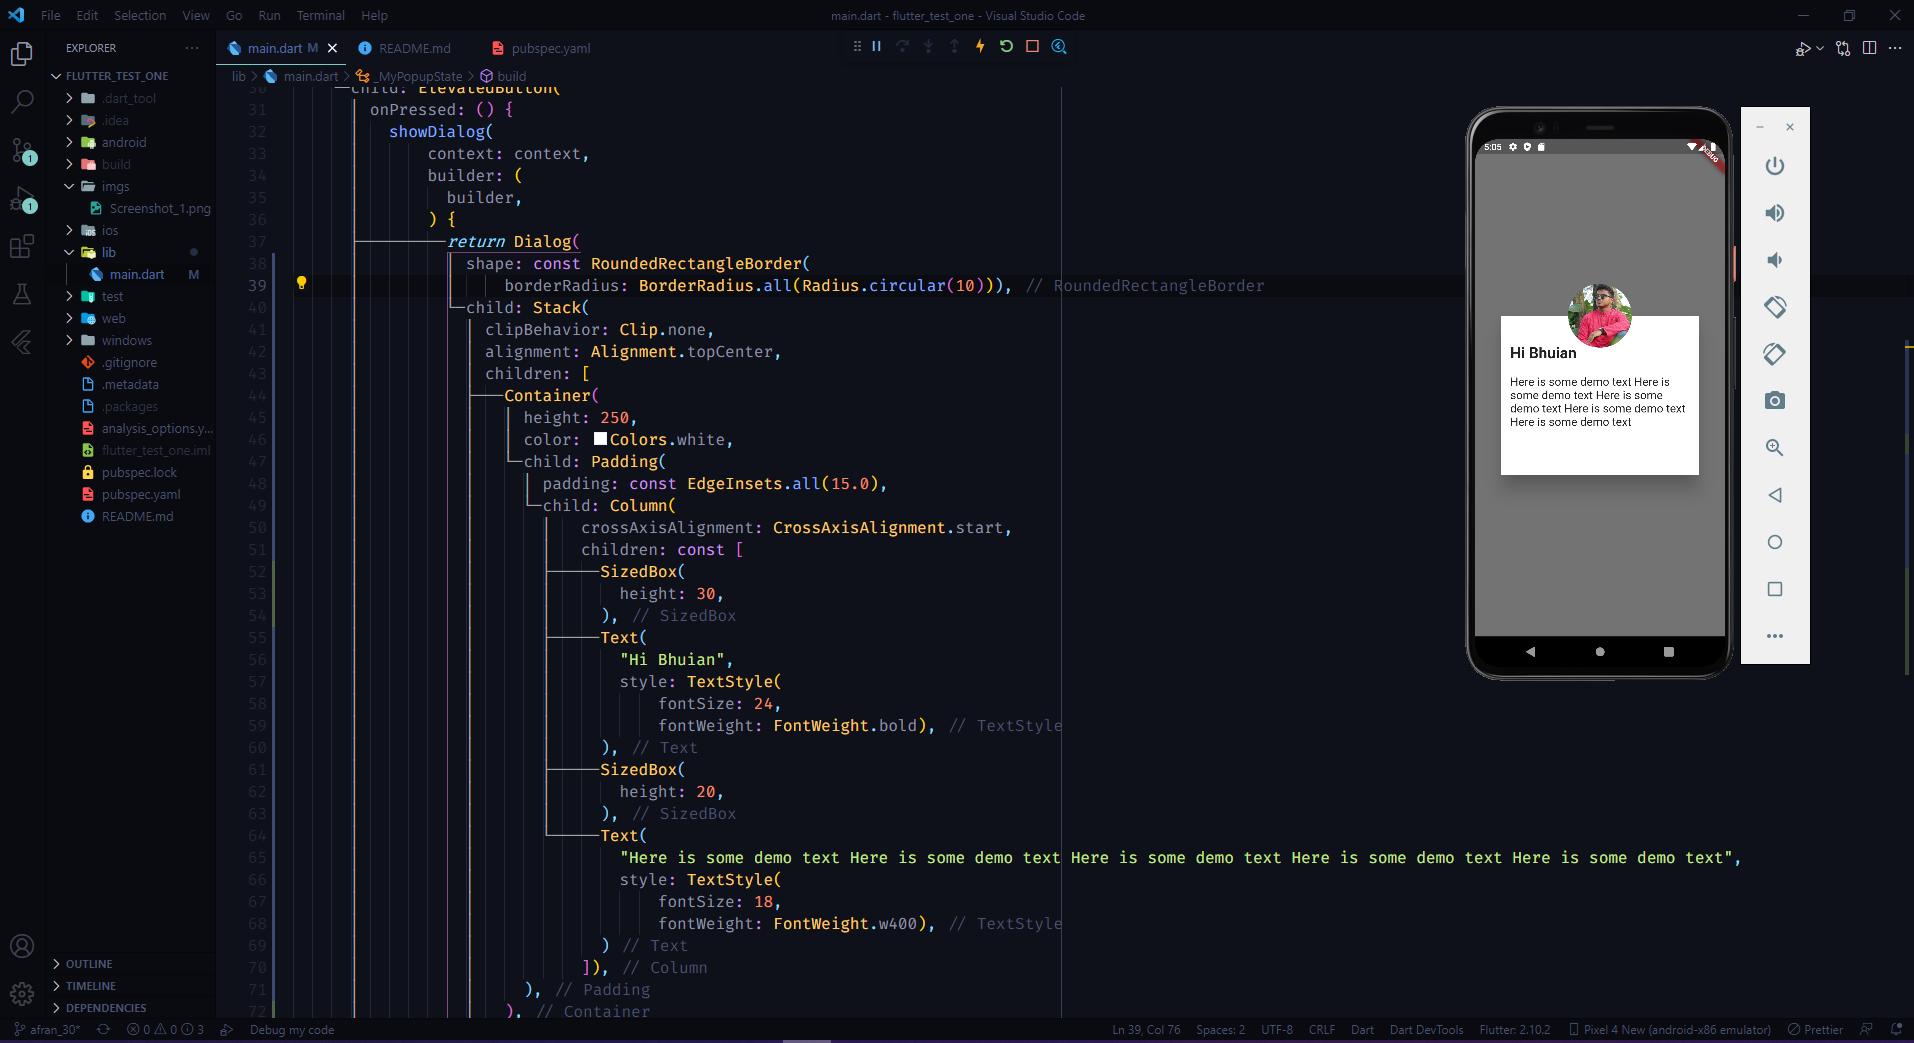 File Edit Selection View Go Run Terminal Help
main.dart - flutter_test_one - Visual Studio Code
EXPLORER
FLUTTER_TEST_ONE
.dart_tool
.idea
android
build
imgs
Screenshot_1.png
ios
lib
main.dart M
test
web
windows
.gitignore
.metadata
.packages
analysis_options.y...
flutter_test_one.iml
pubspec.lock
pubspec.yaml
README.md
OUTLINE
TIMELINE
DEPENDENCIES
main.dart M README.md pubspec.yaml
lib > main.dart > _MyPopupState > build
30 child: ElevatedButton(
31 onPressed: () {
32 showDialog(
33 context: context,
34 builder: (
35 builder,
36 ) {
37 return Dialog(
38 shape: const RoundedRectangleBorder(
39 borderRadius: BorderRadius.all(Radius.circular(10))), // RoundedRectangleBorder
40 child: Stack(
41 clipBehavior: Clip.none,
42 alignment: Alignment.topCenter,
43 children: [
44 Container(
45 height: 250,
46 color: Colors.white,
47 child: Padding(
48 padding: const EdgeInsets.all(15.0),
49 child: Column(
50 crossAxisAlignment: CrossAxisAlignment.start,
51 children: const [
52 SizedBox(
53 height: 30,
54 ), // SizedBox
55 Text(
56 "Hi Bhuian",
57 style: TextStyle(
58 fontSize: 24,
59 fontWeight: FontWeight.bold), // TextStyle
60 ), // Text
61 SizedBox(
62 height: 20,
63 ), // SizedBox
64 Text(
65 "Here is some demo text Here is some demo text Here is some demo text Here is some demo text Here is some demo text",
66 style: TextStyle(
67 fontSize: 18,
68 fontWeight: FontWeight.w400), // TextStyle
69 ) // Text
70 ]), // Column
71 ), // Padding
72 ), // Container
5:05
DEBUG
Hi Bhuian
Here is some demo text Here is
some demo text Here is some
demo text Here is some demo text
Here is some demo text
1
1
afran_30* 0 0 3 Debug my code
Ln 39, Col 76 Spaces: 2 UTF-8 CRLF Dart Dart DevTools Flutter: 2.10.2 Pixel 4 New (android-x86 emulator) Prettier